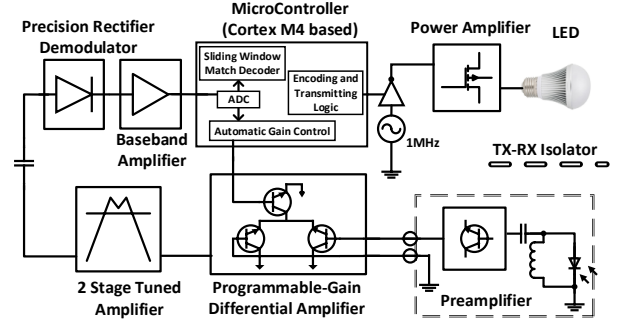 Precision Rectifier
Demodulator
MicroController
(Cortex M4 based)
Power Amplifier
LED
Sliding Window
Match Decoder
ADC
Encoding and
Transmitting
Logic
Automatic Gain Control
Baseband
Amplifier
1MHz
TX-RX Isolator
2 Stage Tuned
Amplifier
Programmable-Gain
Differential Amplifier
Preamplifier